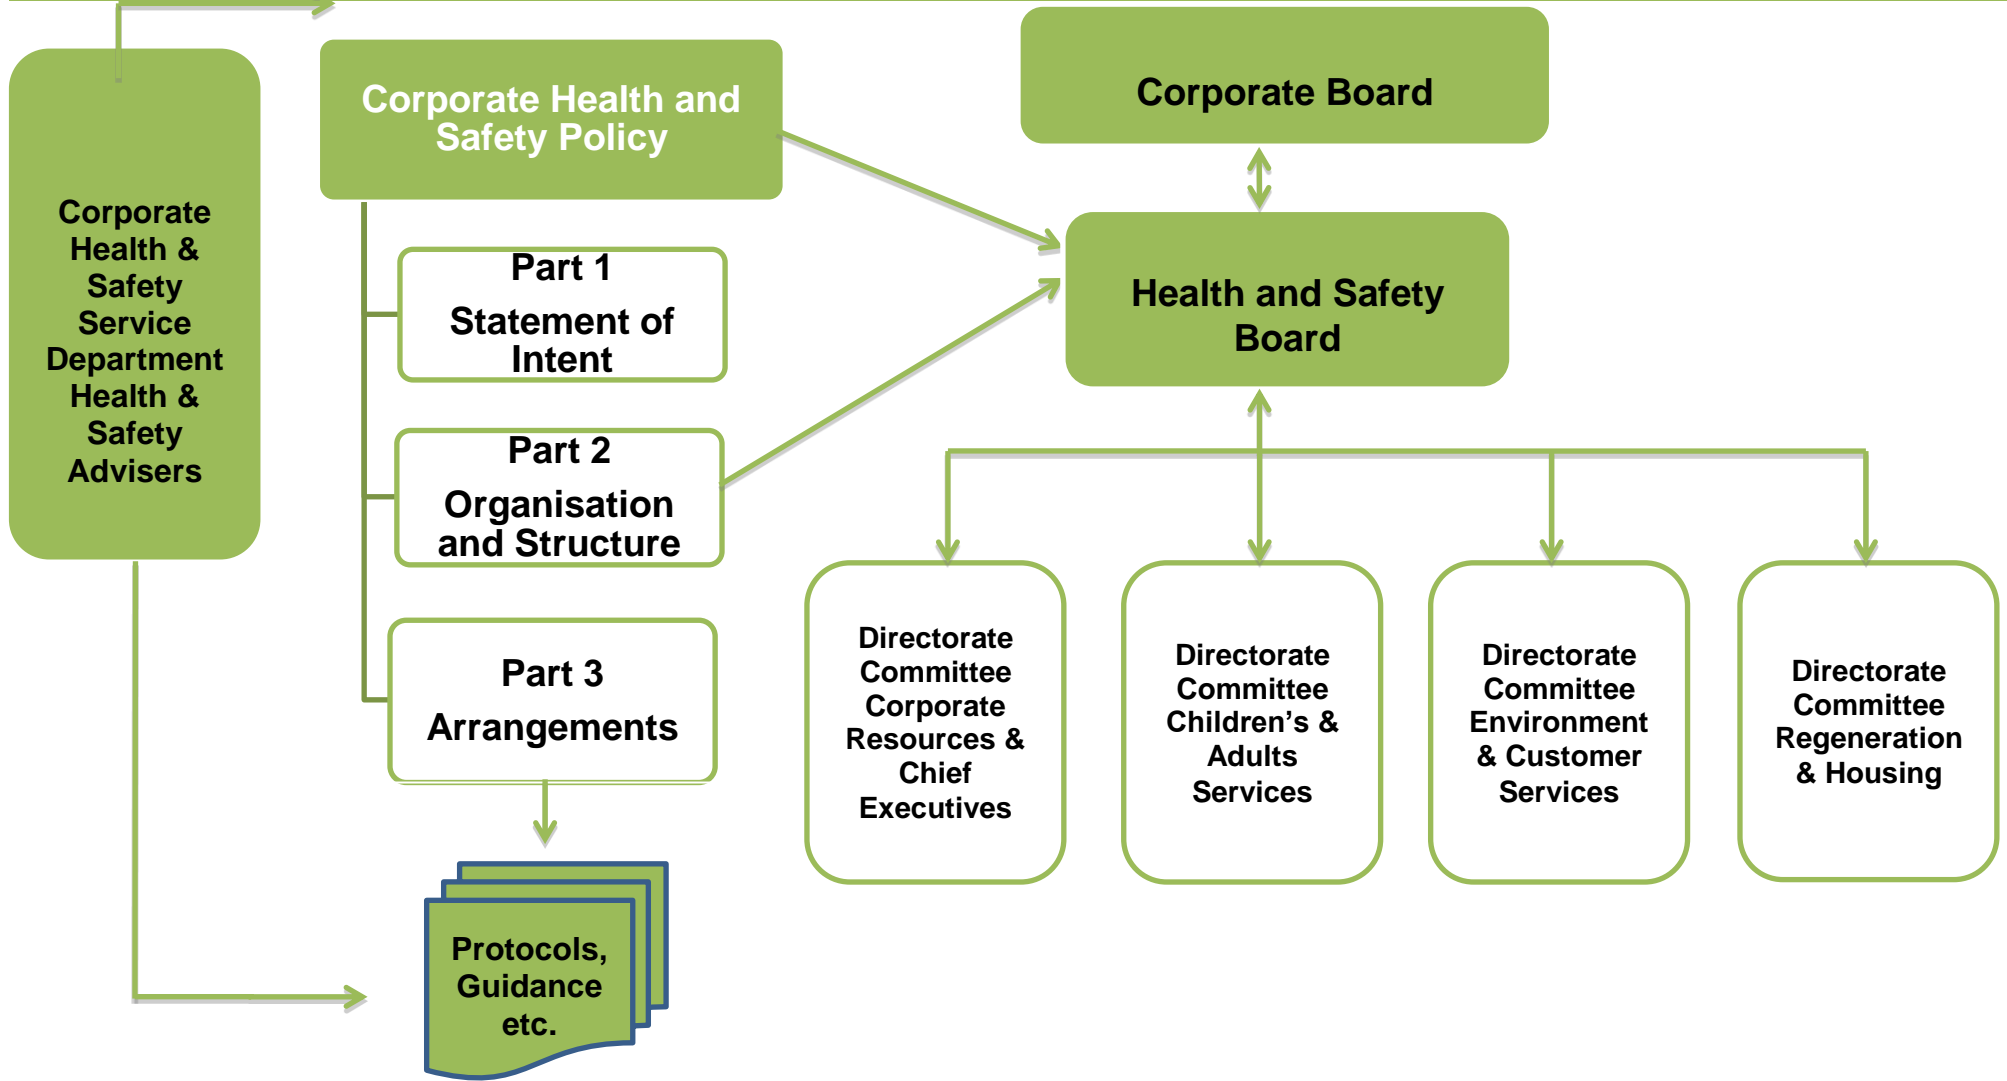 Corporate
Health &
Safety
Service
Department
Health &
Safety
Advisers
Corporate Health and
Safety Policy
Part 1
Statement of
Intent
Part 2
Organisation
and Structure
Part 3
Arrangements
Protocols,
Guidance
etc.
Corporate Board
Health and Safety
Board
Directorate
Committee
Corporate
Resources &
Chief
Executives
Directorate
Committee
Children’s &
Adults
Services
Directorate
Committee
Environment
& Customer
Services
Directorate
Committee
Regeneration
& Housing